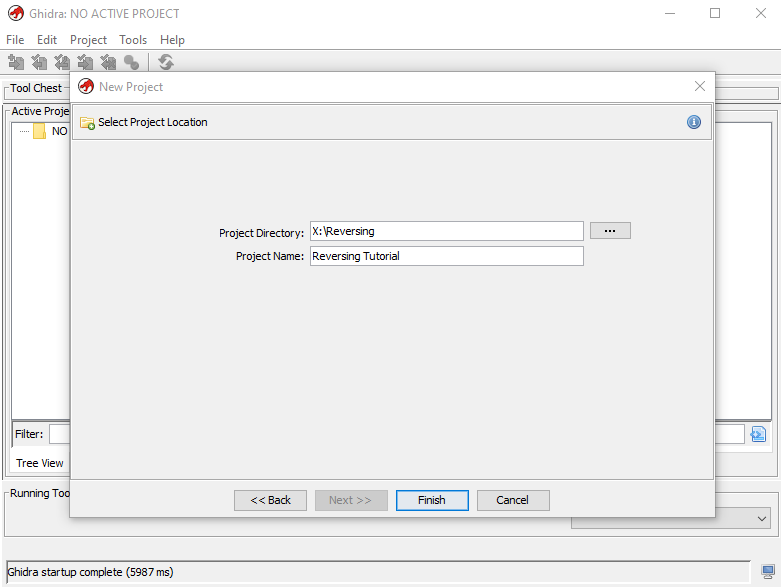 Ghidra: NO ACTIVE PROJECT
File Edit Project Tools Help
Tool Chest
New Project
Select Project Location
Active Proje
NO
Project Directory: X:\Reversing ...
Project Name: Reversing Tutorial
Filter:
Tree View
<< Back Next >> Finish Cancel
Running Too
Ghidra startup complete (5987 ms)